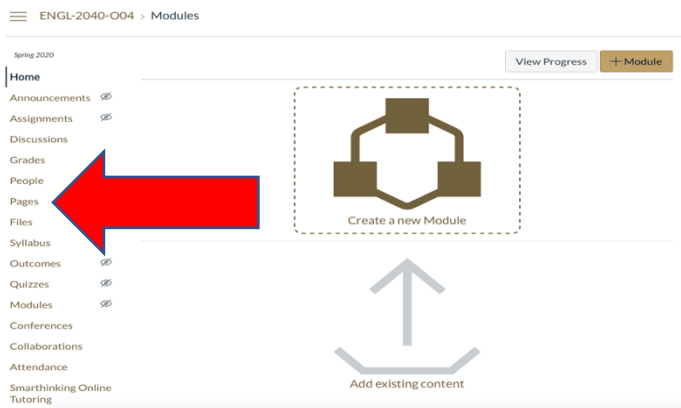 ENGL-2040-O04 > Modules
Spring 2020
View Progress
+ Module
Home
Announcements
Assignments
Discussions
Grades
People
Pages
Files
Syllabus
Outcomes
Quizzes
Modules
Conferences
Collaborations
Attendance
Smarthinking Online
Tutoring
Create a new Module
Add existing content